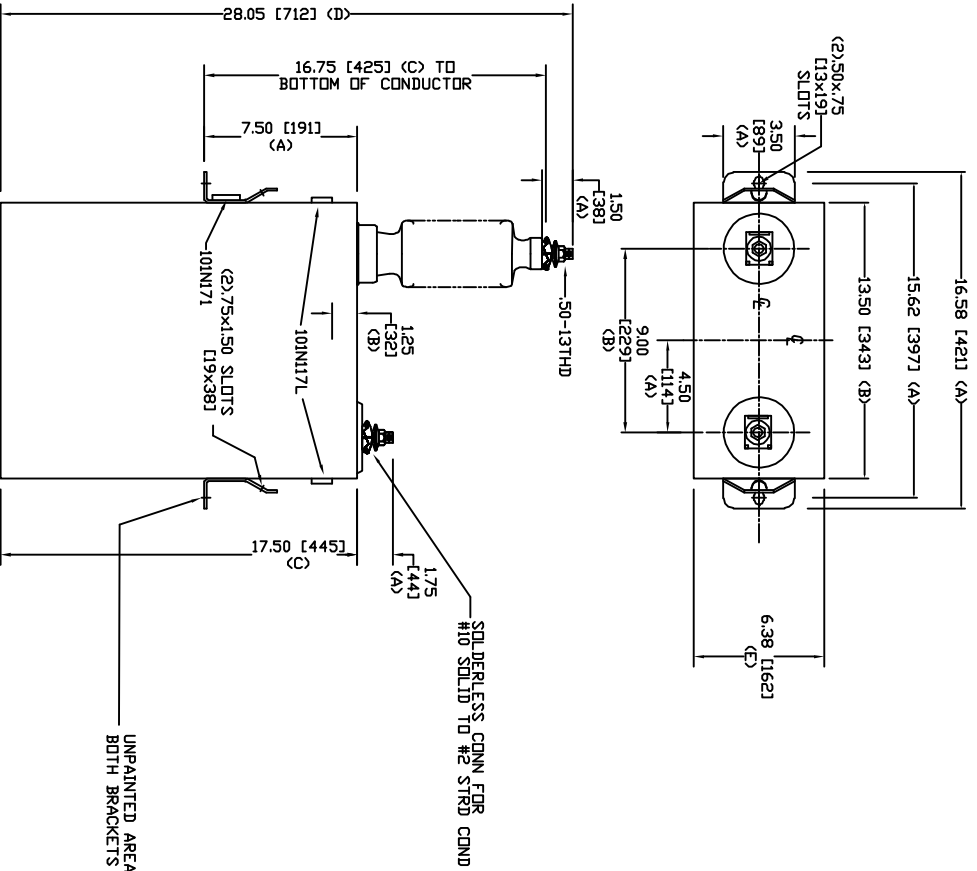 28.05 [712] (D)
16.75 [425] (C) TO
BOTTOM OF CONDUCTOR
7.50 [191]
(A)
1.50
[38]
(A)
.50-13THD
101N171
(2).75x1.50 SLOTS
[19x38]
1.25
[32]
(B)
101N117L
17.50 [445]
(C)
1.75
[44]
(A)
SOLDERLESS CONN FOR
#10 SOLID TO #2 STRD COND
UNPAINTED AREA
BOTH BRACKETS
(2).50x.75
[13x19]
SLOTS
3.50
[89]
(A)
16.58 [421] (A)
15.62 [397] (A)
13.50 [343] (B)
CL
CL
9.00
[229]
(B)
4.50
[114]
(A)
6.38 [162]
(E)